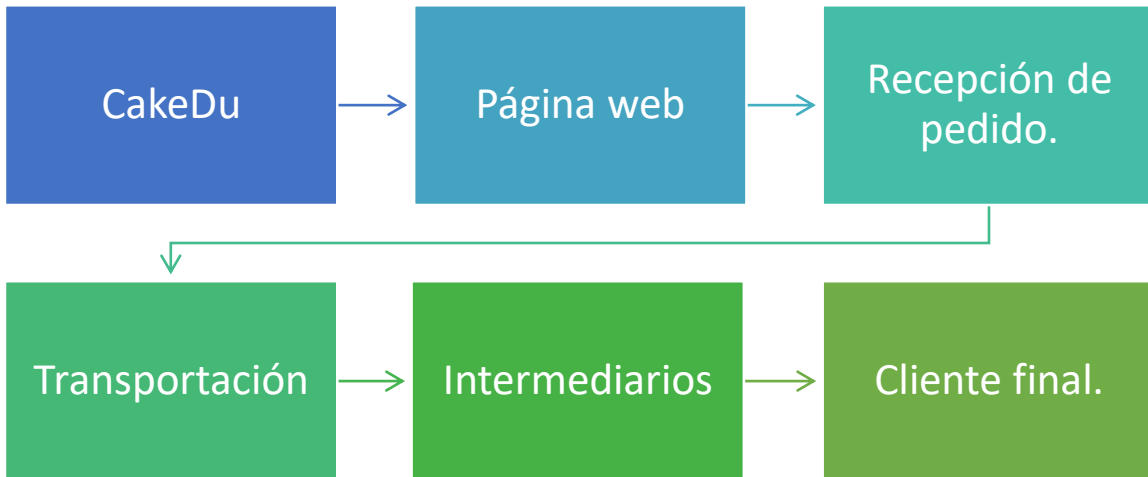 CakeDu
Página web
Recepción de
pedido.
Transportación
Intermediarios
Cliente final.